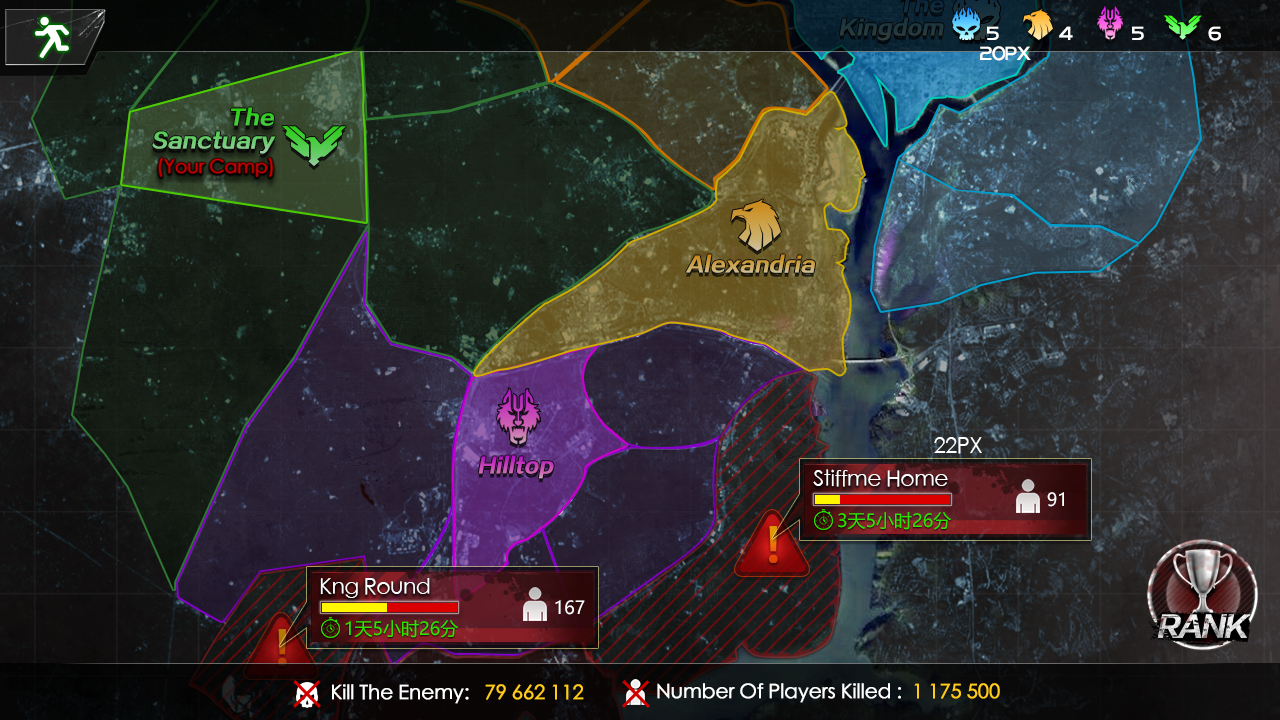 The
Kingdom
5
4
5
6
20PX
The
Sanctuary
(Your Camp)
Alexandria
Hilltop
22PX
Stiffme Home
91
3天5小时26分
Kng Round
167
1天5小时26分
RANK
Kill The Enemy: 79 662 112
Number Of Players Killed : 1 175 500